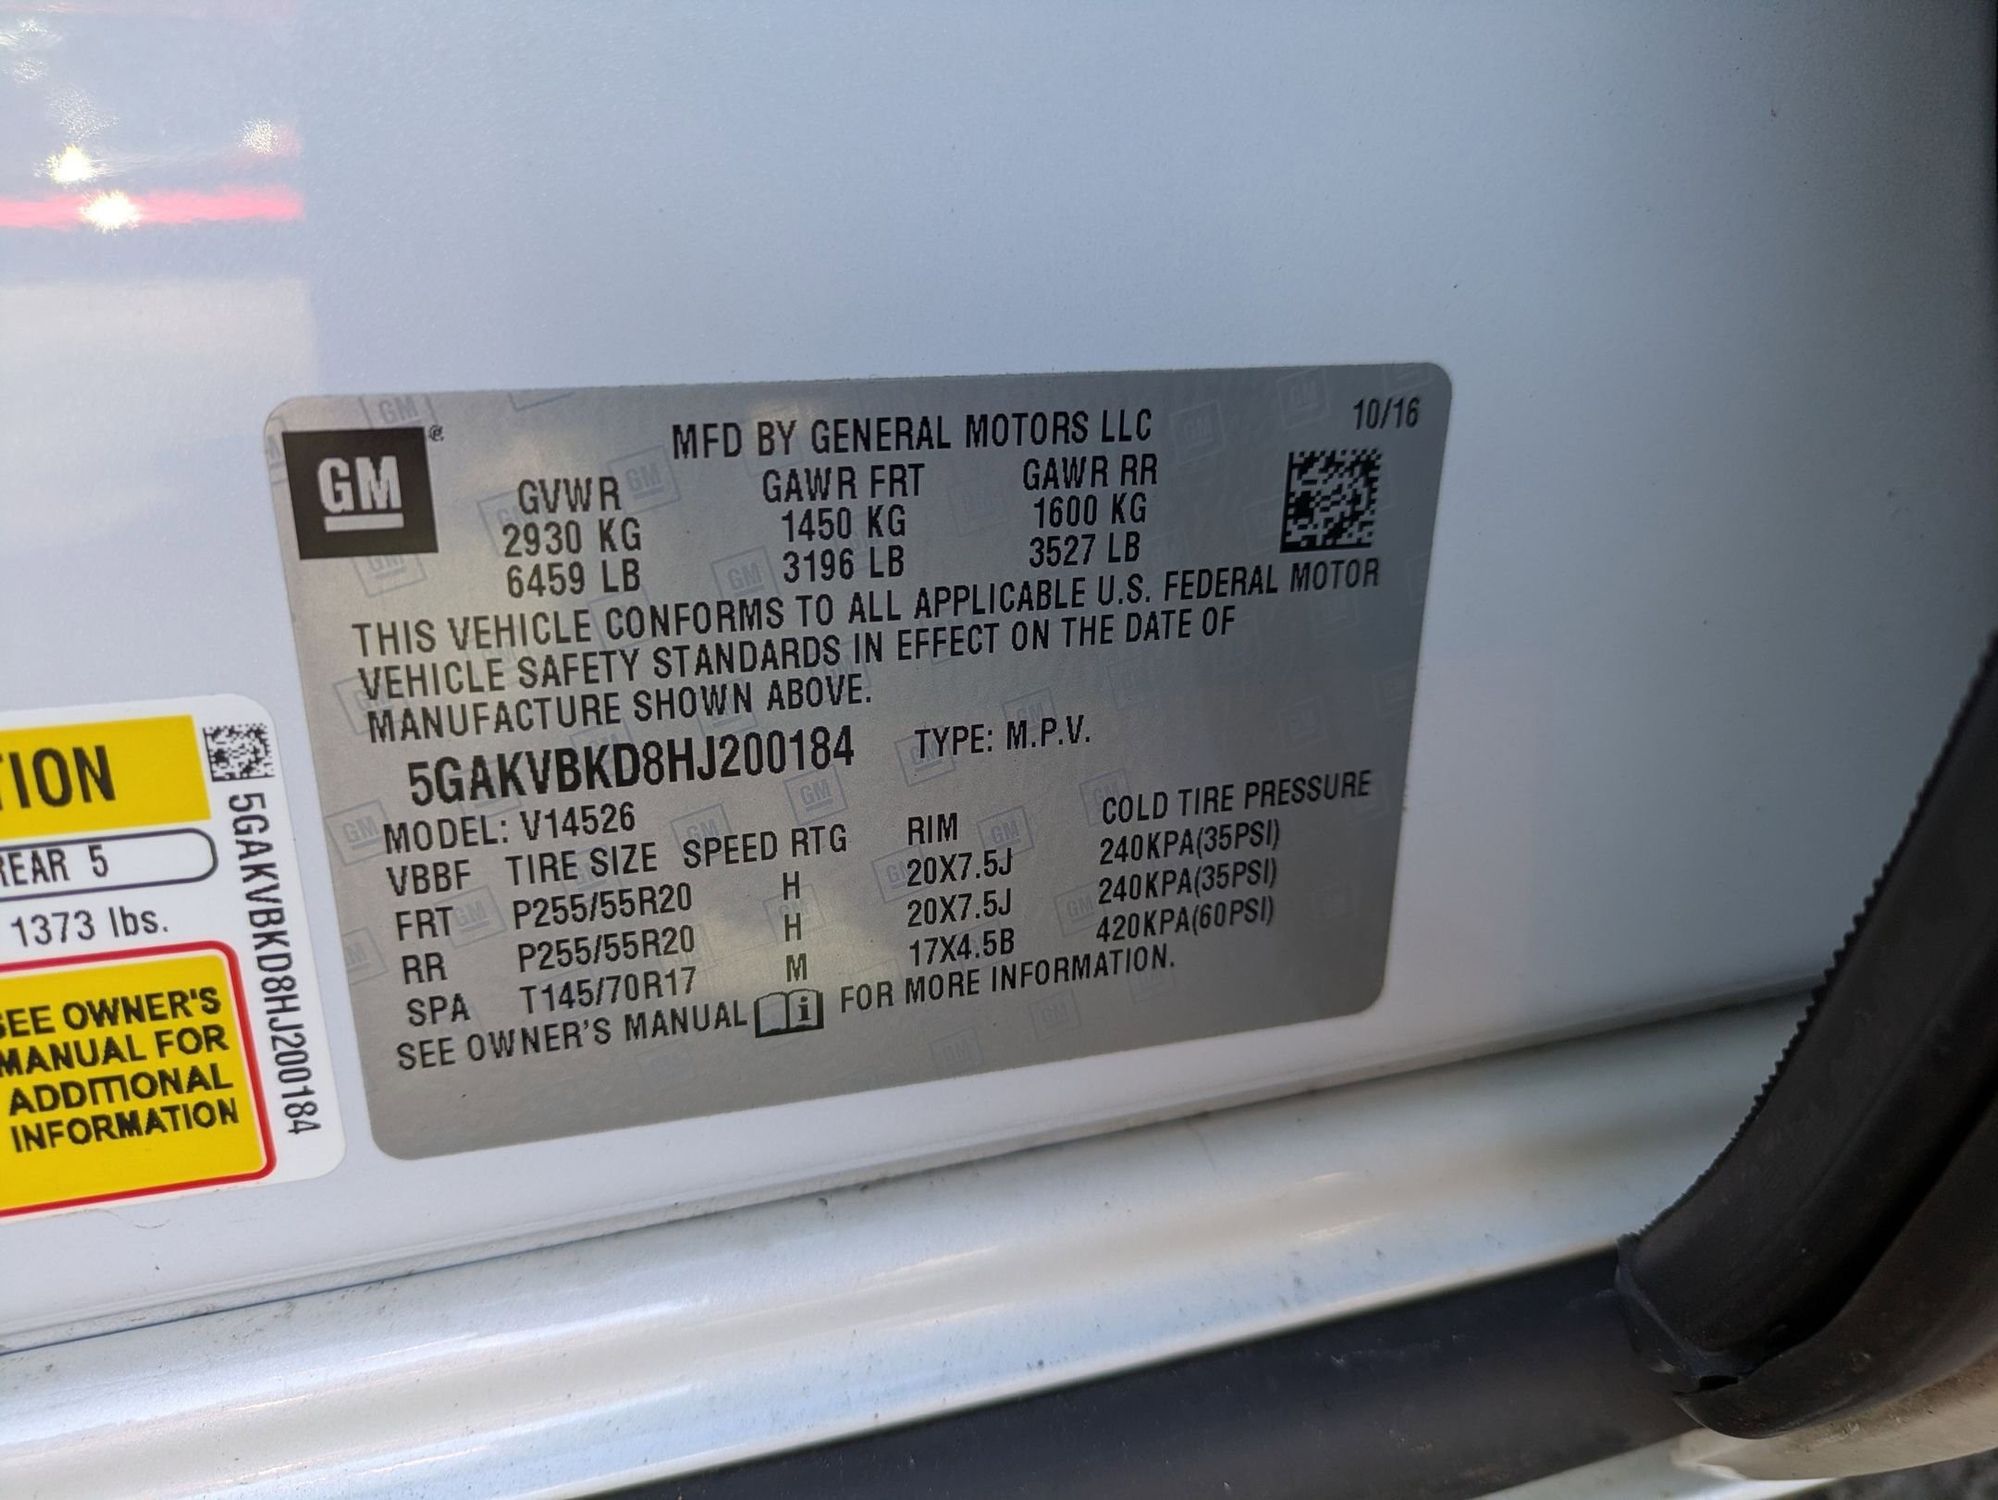 GM
MFD BY GENERAL MOTORS LLC
10/16
GVWR GAWR FRT GAWR RR
2930 KG 1450 KG 1600 KG
6459 LB 3196 LB 3527 LB
THIS VEHICLE CONFORMS TO ALL APPLICABLE U.S. FEDERAL MOTOR
VEHICLE SAFETY STANDARDS IN EFFECT ON THE DATE OF
MANUFACTURE SHOWN ABOVE.
5GAKVBKD8HJ200184 TYPE: M.P.V.
MODEL: V14526
VBBF TIRE SIZE SPEED RTG RIM COLD TIRE PRESSURE
FRT P255/55R20 H 20X7.5J 240KPA(35PSI)
RR P255/55R20 H 20X7.5J 240KPA(35PSI)
SPA T145/70R17 M 17X4.5B 420KPA(60PSI)
SEE OWNER'S MANUAL FOR MORE INFORMATION.
TION
REAR 5
1373 lbs.
SEE OWNER'S
MANUAL FOR
ADDITIONAL
INFORMATION
5GAKVBKD8HJ200184